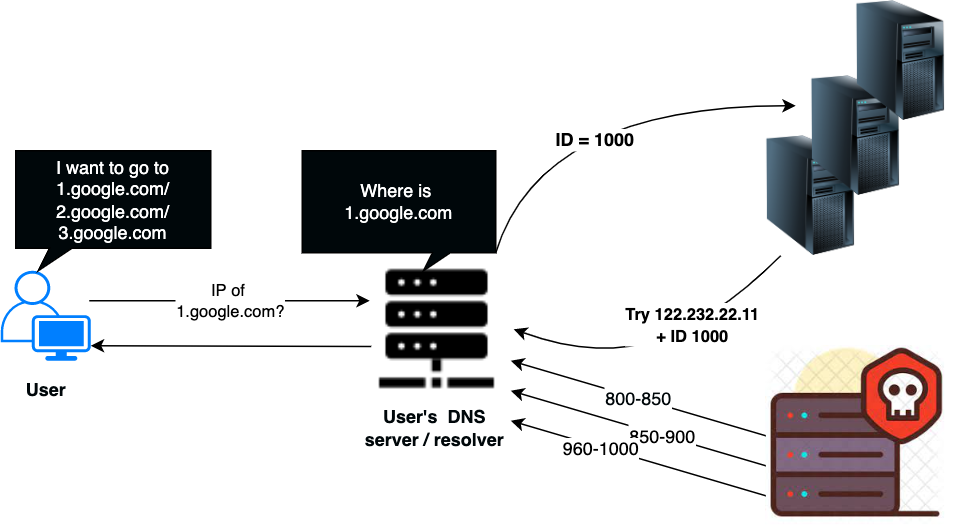 I want to go to
1.google.com/
2.google.com/
3.google.com
Where is
1.google.com
ID = 1000
IP of
1.google.com?
Try 122.232.22.11
+ ID 1000
User
User's DNS
server / resolver
800-850
850-900
960-1000